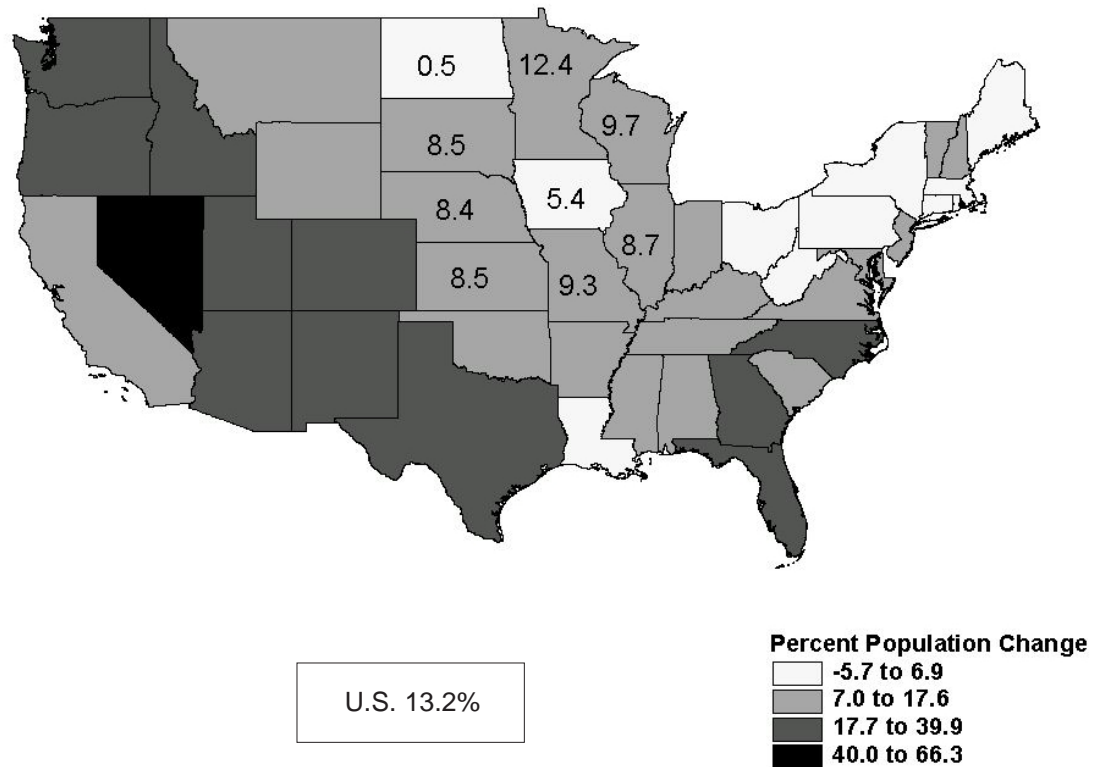 0.5
12.4
9.7
8.5
5.4
8.4
8.7
8.5
9.3
U.S. 13.2%
Percent Population Change
-5.7 to 6.9
7.0 to 17.6
17.7 to 39.9
40.0 to 66.3